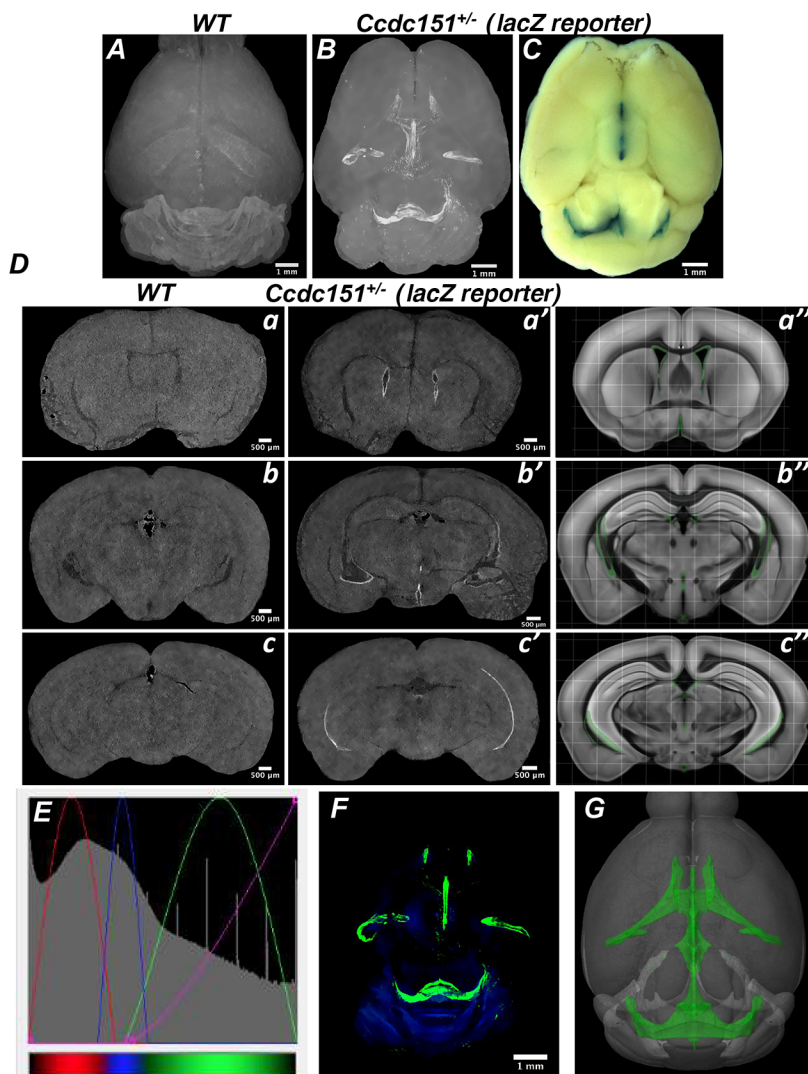 WT Ccdc151+/- (lacZ reporter)
A B C
1 mm 1 mm 1 mm
D
WT Ccdc151+/- (lacZ reporter)
a a' a''
500 µm 500 µm
b b' b''
500 µm 500 µm
c c' c''
500 µm 500 µm
E F G
1 mm